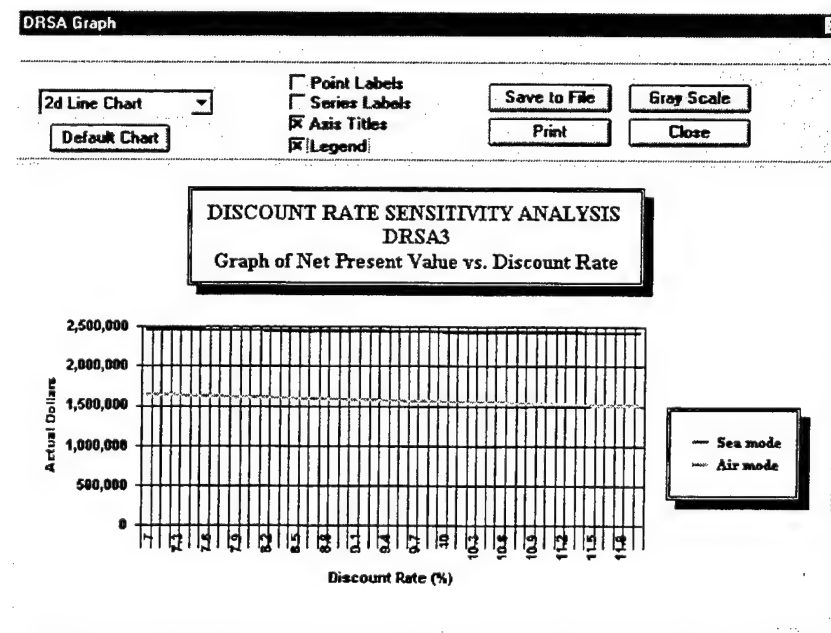 DRSA Graph
2d Line Chart
Default Chart
Point Labels
Series Labels
Axis Titles
Legend
Save to File
Gray Scale
Print
Close
DISCOUNT RATE SENSITIVITY ANALYSIS
DRSA3
Graph of Net Present Value vs. Discount Rate
2,500,000
2,000,000
1,500,000
1,000,000
500,000
0
Actual Dollars
7 7.3 7.6 7.9 8.2 8.5 8.8 9.1 9.4 9.7 10 10.3 10.6 10.9 11.2 11.5 11.8
Discount Rate (%)
Sea mode
Air mode